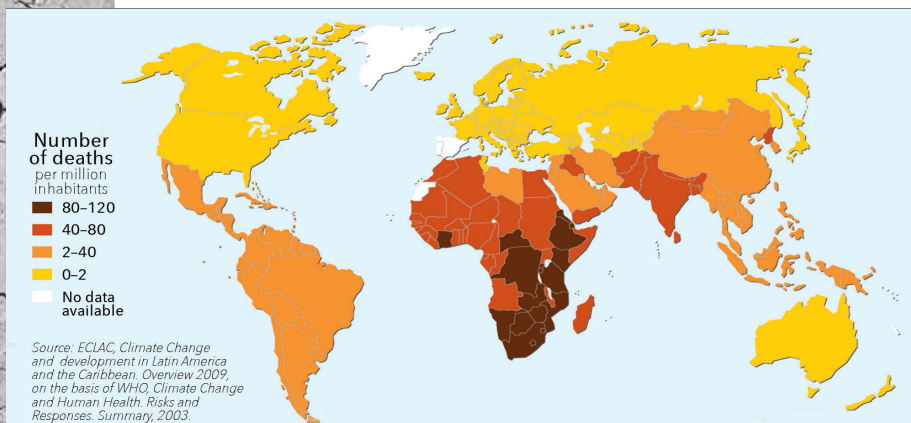 Number
of deaths
per million
inhabitants
80–120
40–80
2–40
0–2
No data
available
Source: ECLAC, Climate Change
and development in Latin America
and the Caribbean. Overview 2009,
on the basis of WHO, Climate Change
and Human Health. Risks and
Responses. Summary, 2003.